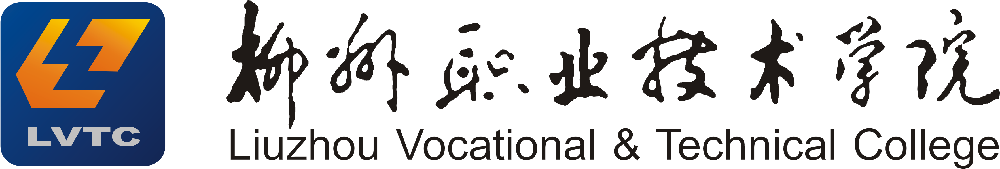 柳州职业技术学院
LVTC
Liuzhou Vocational & Technical College